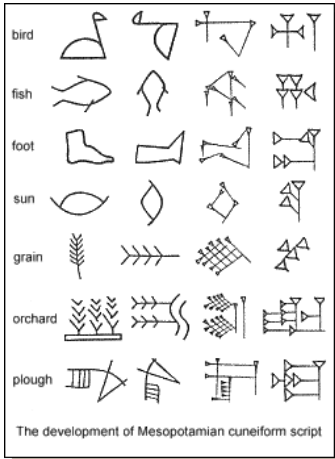 bird
fish
foot
sun
grain
orchard
plough
The development of Mesopotamian cuneiform script